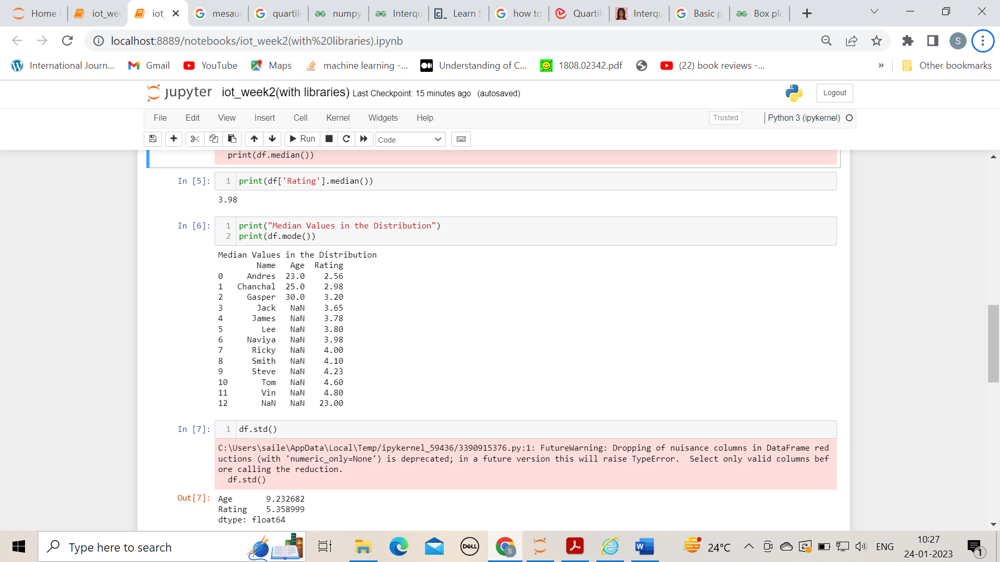 Home
iot_wee
iot_
mesau
quartile
numpy
Interqu
Learn S
how to
Quartil
Interqu
Basic p
Box plo
localhost:8889/notebooks/iot_week2(with%20libraries).ipynb
S
International Journ...
Gmail
YouTube
Maps
machine learning -...
Understanding of C...
1808.02342.pdf
(22) book reviews -...
»
Other bookmarks
jupyter iot_week2(with libraries) Last Checkpoint: 15 minutes ago (autosaved)
Logout
File Edit View Insert Cell Kernel Widgets Help
Trusted
Python 3 (ipykernel)
Run
Code
print(df.median())
In [5]: 1 print(df['Rating'].median())
3.98
In [6]: 1 print("Median Values in the Distribution")
2 print(df.mode())
Median Values in the Distribution
Name Age Rating
0 Andres 23.0 2.56
1 Chanchal 25.0 2.98
2 Gasper 30.0 3.20
3 Jack NaN 3.65
4 James NaN 3.78
5 Lee NaN 3.80
6 Naviya NaN 3.98
7 Ricky NaN 4.00
8 Smith NaN 4.10
9 Steve NaN 4.23
10 Tom NaN 4.60
11 Vin NaN 4.80
12 NaN NaN 23.00
In [7]: 1 df.std()
C:\Users\saile\AppData\Local\Temp/ipykernel_59436/3390915376.py:1: FutureWarning: Dropping of nuisance columns in DataFrame red
uctions (with 'numeric_only=None') is deprecated; in a future version this will raise TypeError.  Select only valid columns bef
ore calling the reduction.
df.std()
Out[7]: Age 9.232682
Rating 5.358999
dtype: float64
Type here to search
DELL
S
W
24°C
ENG
10:27
24-01-2023
1